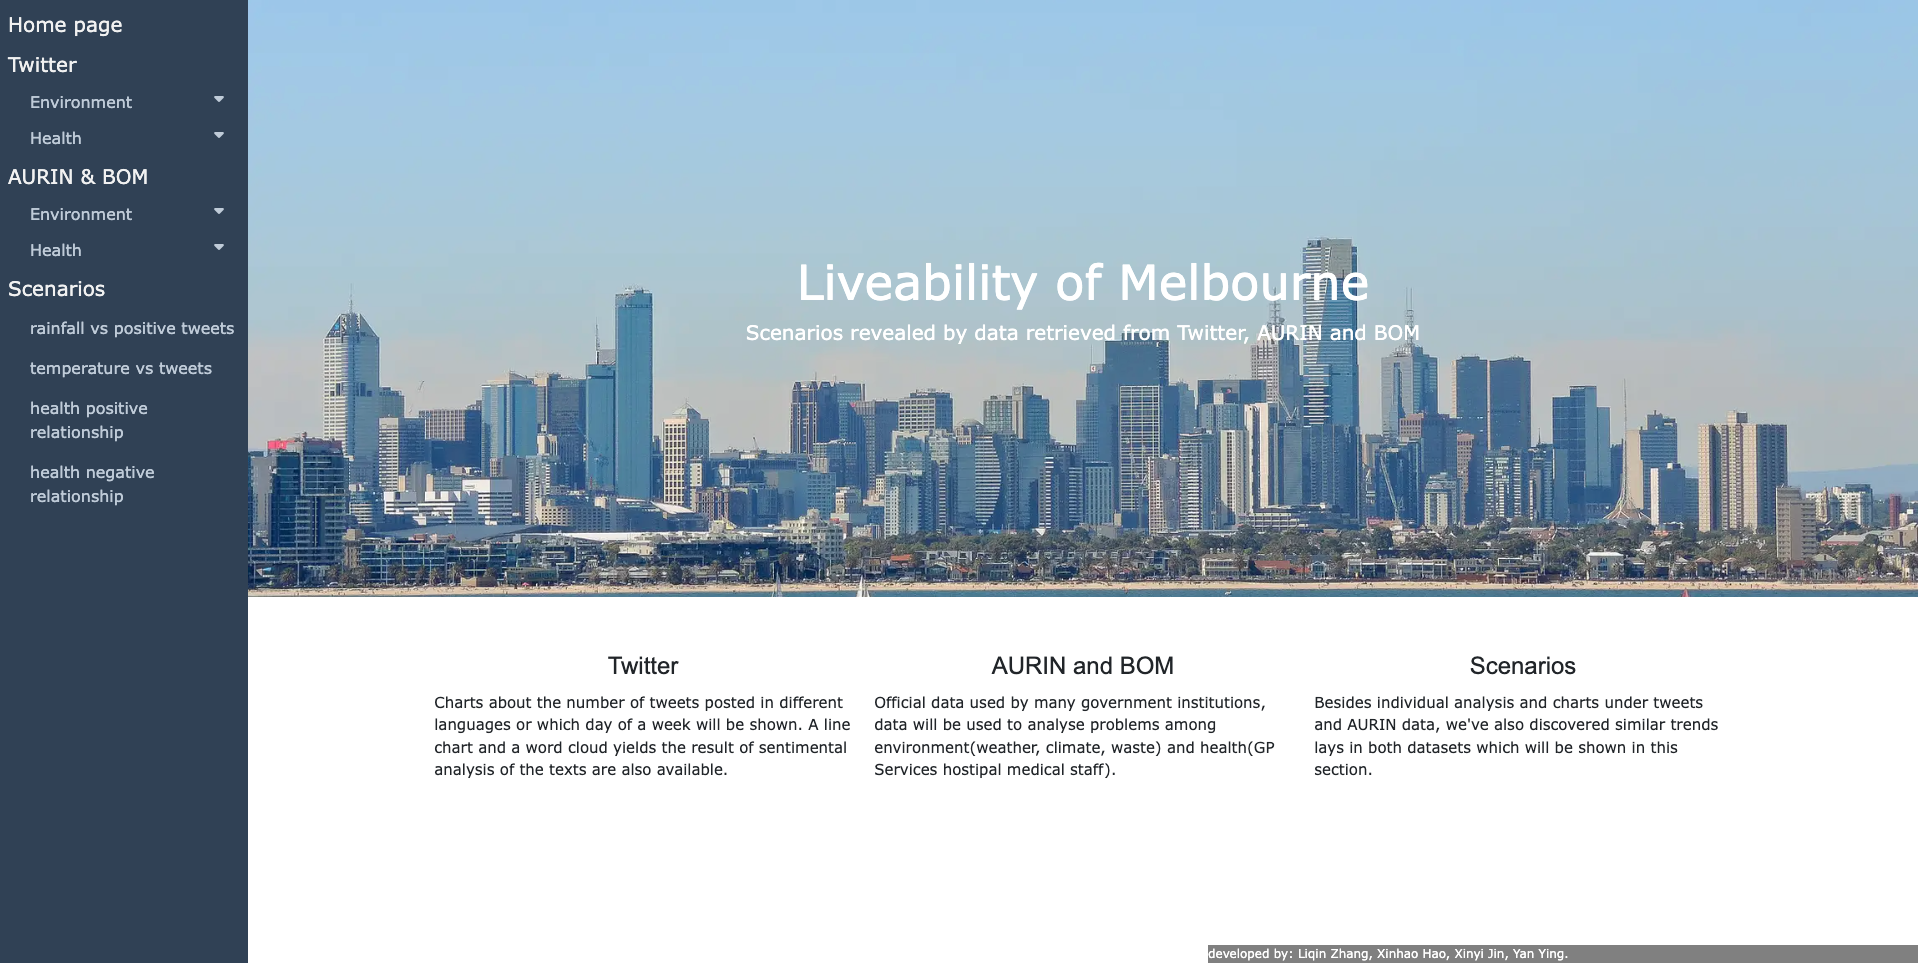 Home page
Twitter
Environment
Health
AURIN & BOM
Environment
Health
Scenarios
rainfall vs positive tweets
temperature vs tweets
health positive
relationship
health negative
relationship
Liveability of Melbourne
Scenarios revealed by data retrieved from Twitter, AURIN and BOM
Twitter
Charts about the number of tweets posted in different
languages or which day of a week will be shown. A line
chart and a word cloud yields the result of sentimental
analysis of the texts are also available.
AURIN and BOM
Official data used by many government institutions,
data will be used to analyse problems among
environment(weather, climate, waste) and health(GP
Services hostipal medical staff).
Scenarios
Besides individual analysis and charts under tweets
and AURIN data, we've also discovered similar trends
lays in both datasets which will be shown in this
section.
developed by: Liqin Zhang, Xinhao Hao, Xinyi Jin, Yan Ying.